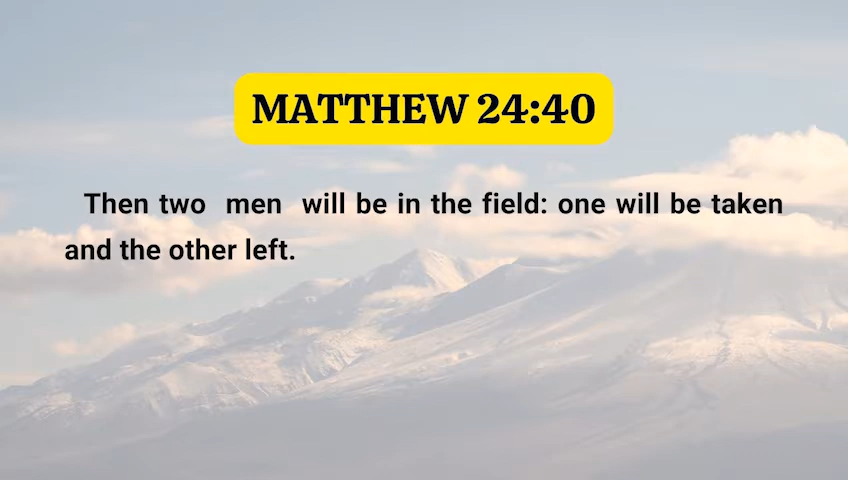 MATTHEW 24:40
Then two men will be in the field: one will be taken
and the other left.